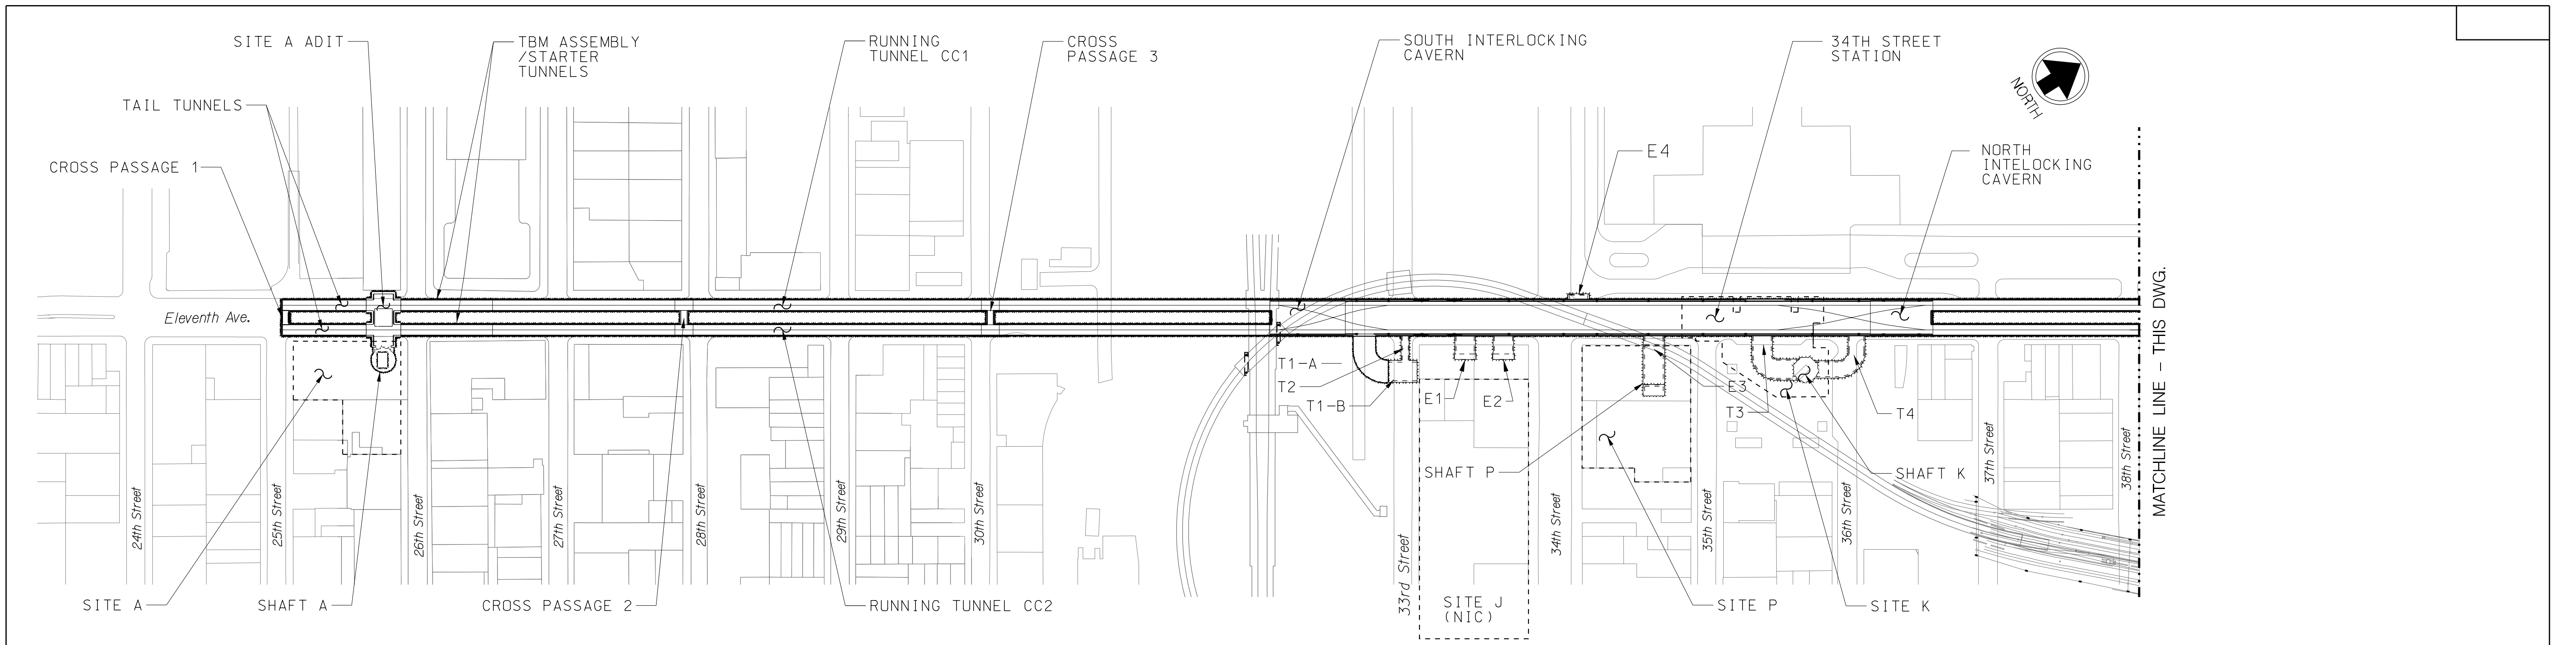 SITE A ADIT
TBM ASSEMBLY
/STARTER
TUNNELS
RUNNING
TUNNEL CC1
CROSS
PASSAGE 3
SOUTH INTERLOCKING
CAVERN
34TH STREET
STATION
NORTH
TAIL TUNNELS
CROSS PASSAGE 1
E4
NORTH
INTELOCKING
CAVERN
Eleventh Ave.
T1-A
T2
T1-B
E1
E2
E3
T3
T4
SHAFT P
SHAFT K
MATCHLINE LINE - THIS DWG.
24th Street
25th Street
26th Street
27th Street
28th Street
29th Street
30th Street
33rd Street
34th Street
35th Street
36th Street
37th Street
38th Street
SITE A
SHAFT A
CROSS PASSAGE 2
RUNNING TUNNEL CC2
SITE J
(NIC)
SITE P
SITE K